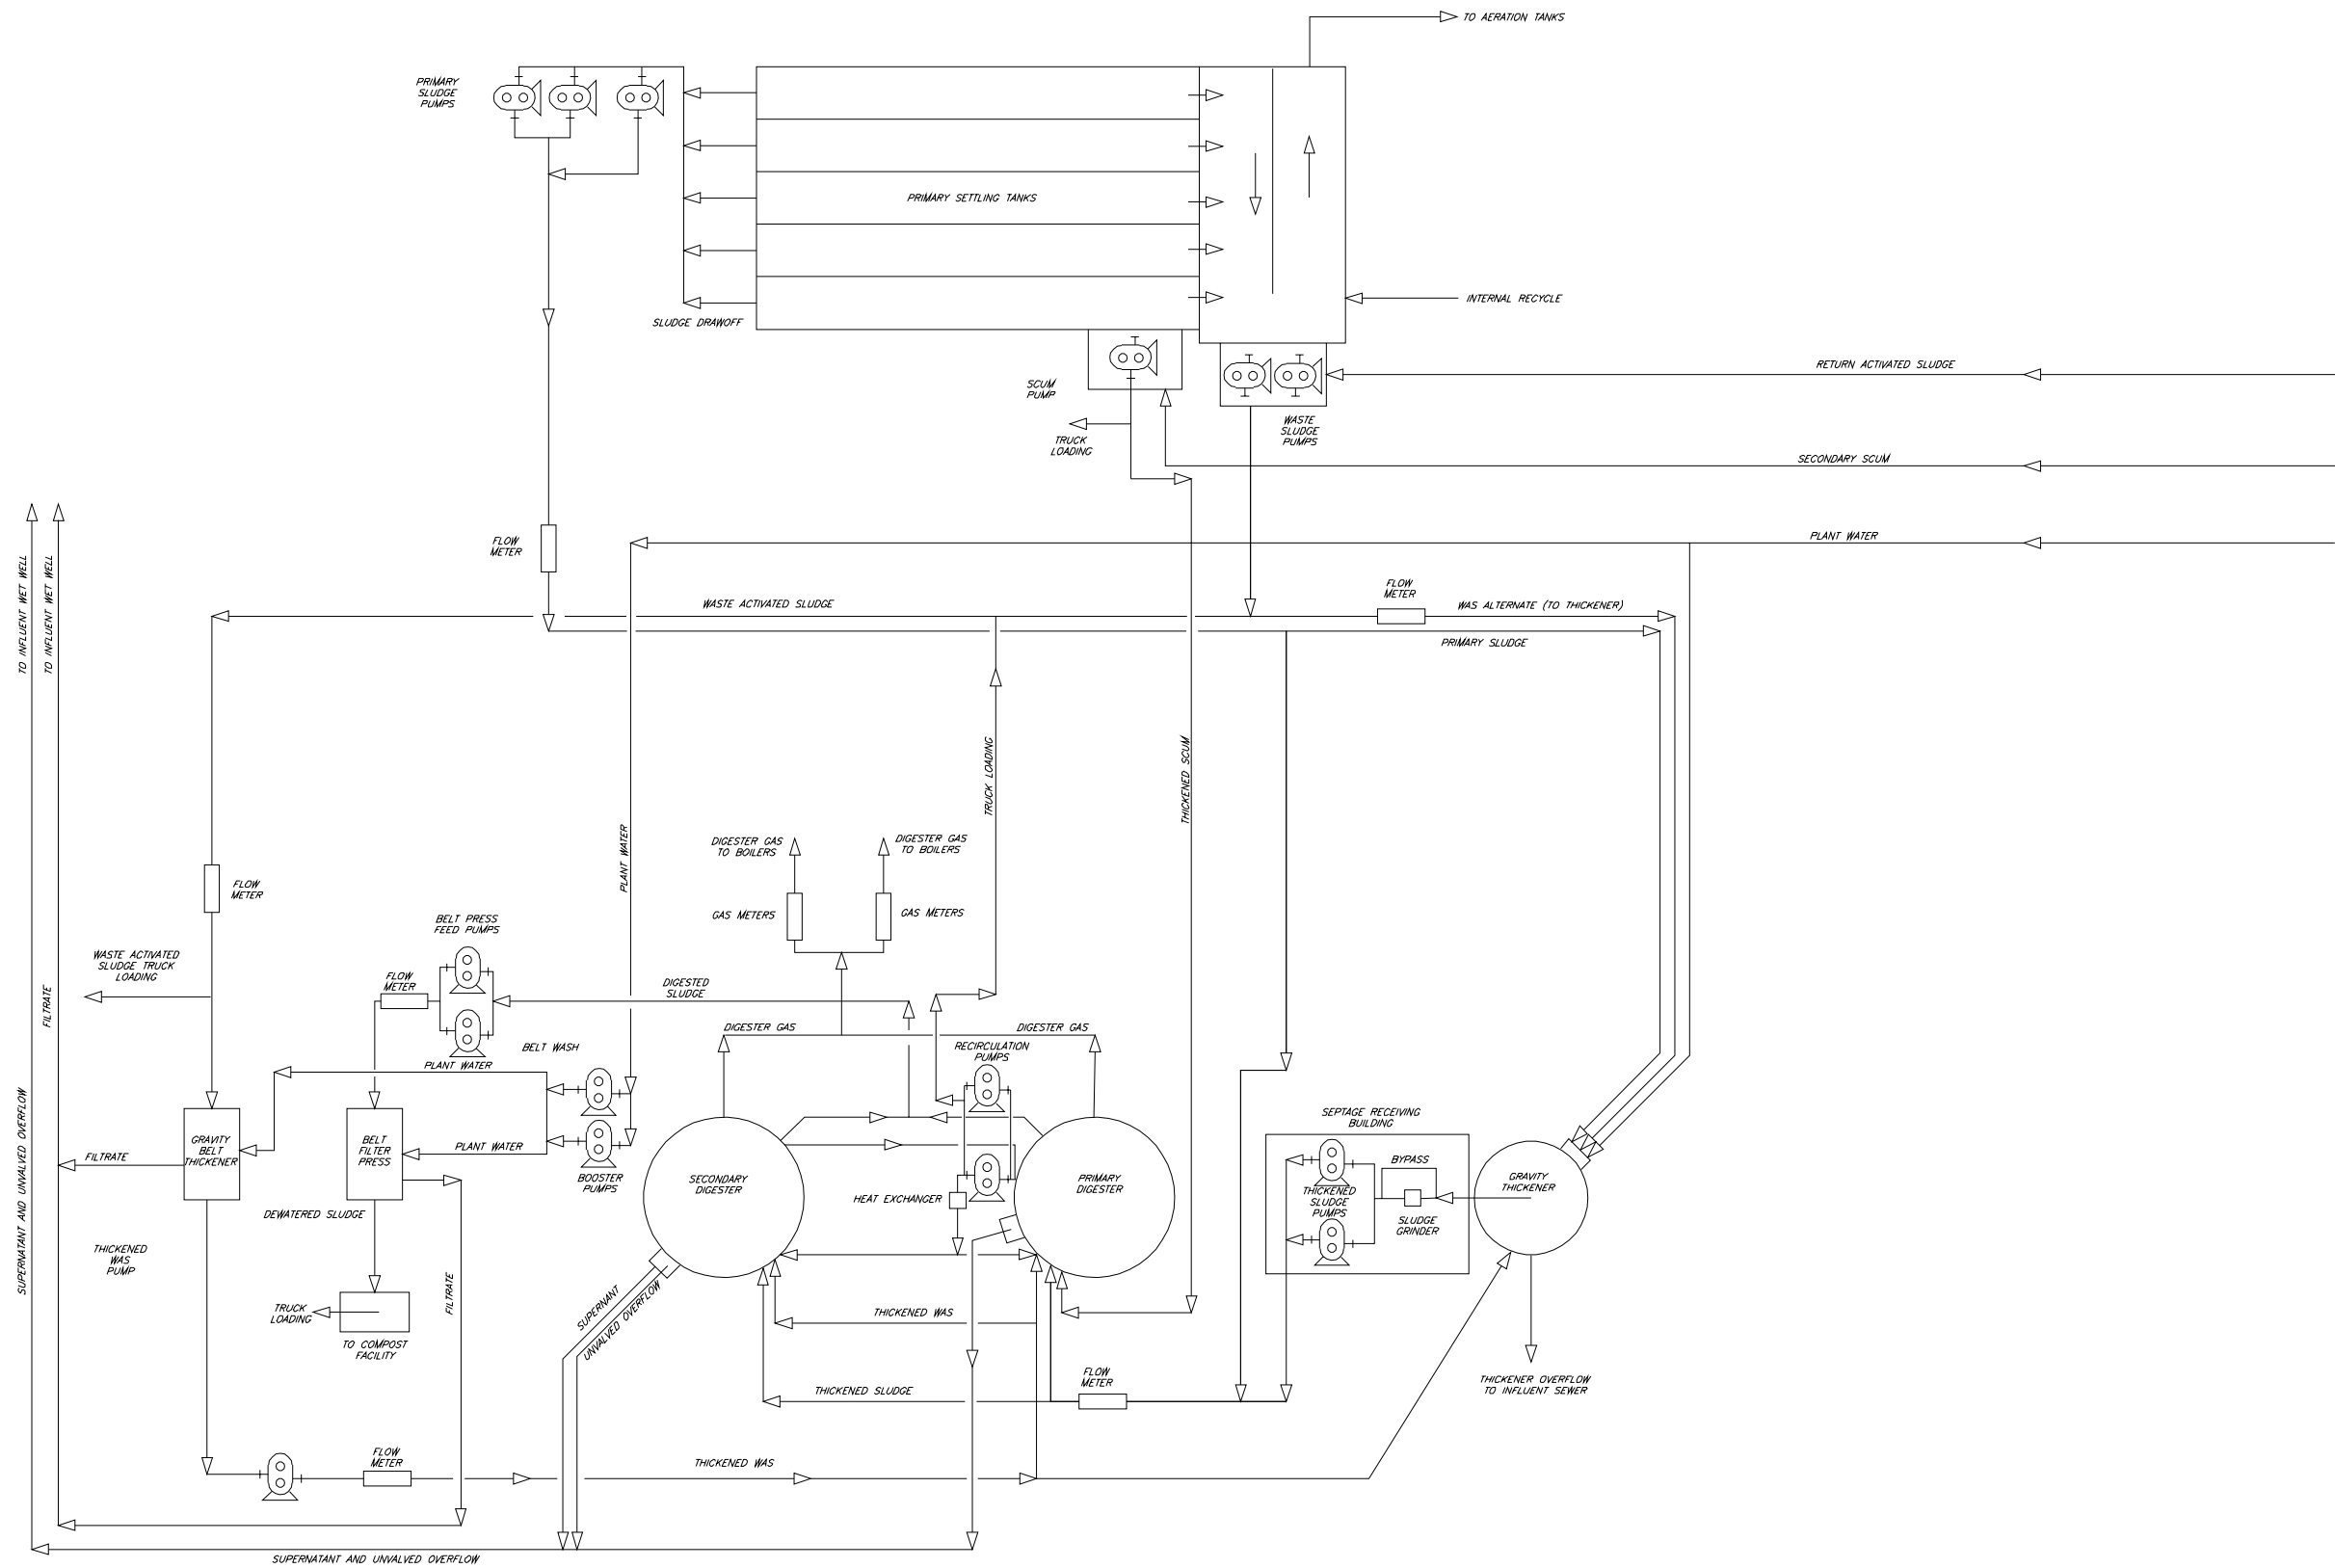 TO AERATION TANKS
PRIMARY
SLUDGE
PUMPS
PRIMARY SETTLING TANKS
INTERNAL RECYCLE
SLUDGE DRAWOFF
RETURN ACTIVATED SLUDGE
SCUM
PUMP
WASTE
SLUDGE
PUMPS
TRUCK
LOADING
SECONDARY SCUM
PLANT WATER
FLOW
METER
TO INFLUENT WET WELL
TO INFLUENT WET WELL
FLOW
METER
WASTE ACTIVATED SLUDGE
WAS ALTERNATE (TO THICKENER)
PRIMARY SLUDGE
TRUCK LOADING
THICKENED SCUM
PLANT WATER
DIGESTER GAS
TO BOILERS
DIGESTER GAS
TO BOILERS
FLOW
METER
GAS METERS
GAS METERS
BELT PRESS
FEED PUMPS
WASTE ACTIVATED
SLUDGE TRUCK
LOADING
FLOW
METER
DIGESTED
SLUDGE
FILTRATE
DIGESTER GAS
DIGESTER GAS
BELT WASH
RECIRCULATION
PUMPS
PLANT WATER
SEPTAGE RECEIVING
BUILDING
GRAVITY
BELT
THICKENER
BELT
FILTER
PRESS
PLANT WATER
FILTRATE
BYPASS
BOOSTER
PUMPS
SECONDARY
DIGESTER
PRIMARY
DIGESTER
GRAVITY
THICKENER
HEAT EXCHANGER
THICKENED
SLUDGE
PUMPS
SLUDGE
GRINDER
DEWATERED SLUDGE
SUPERNATANT AND UNVALVED OVERFLOW
THICKENED
WAS
PUMP
FILTRATE
SUPERNANT
UNVALVED OVERFLOW
TRUCK
LOADING
THICKENED WAS
TO COMPOST
FACILITY
FLOW
METER
THICKENED SLUDGE
THICKENER OVERFLOW
TO INFLUENT SEWER
FLOW
METER
THICKENED WAS
SUPERNATANT AND UNVALVED OVERFLOW